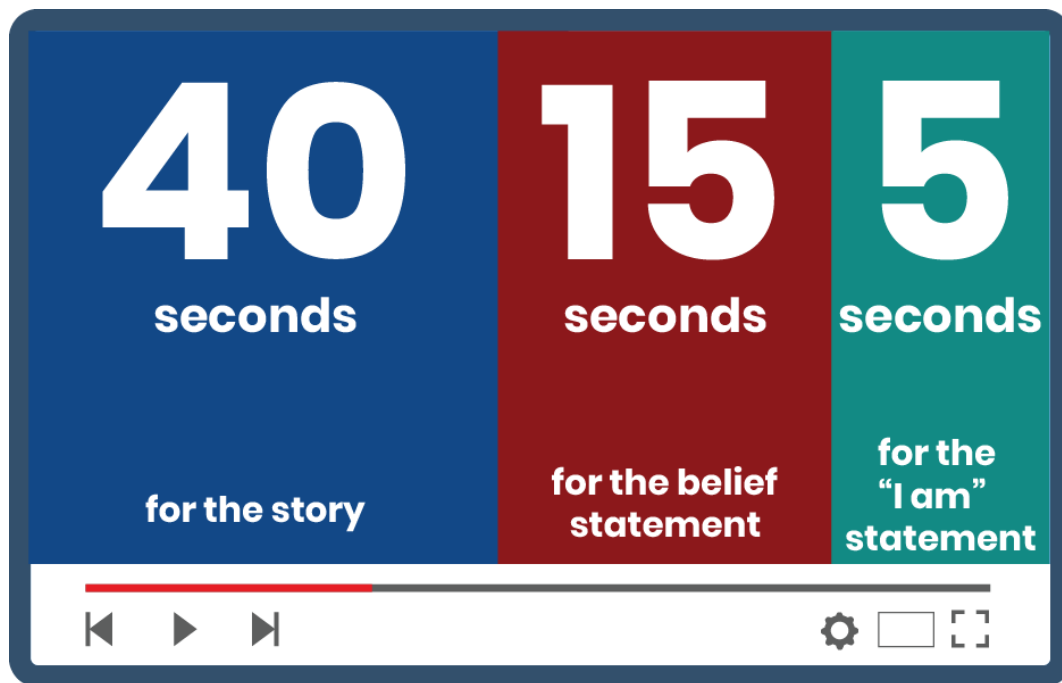 40
seconds
for the story
15
seconds
for the belief
statement
5
seconds
for the
“I am”
statement